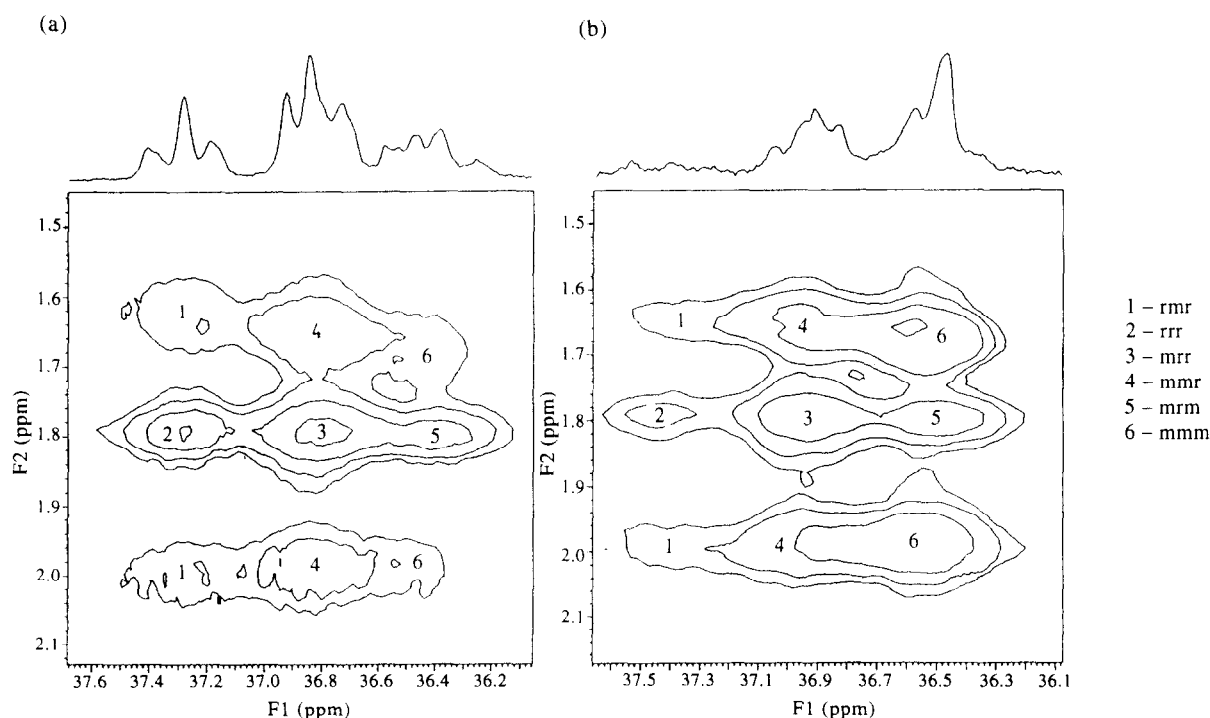 (a)
(b)
1.5
1.6
1.7
1.8
1.9
2.0
2.1
F2 (ppm)
1
4
6
2
3
5
1
4
6
37.6 37.4 37.2 37.0 36.8 36.6 36.4 36.2
F1 (ppm)
1.5
1.6
1.7
1.8
1.9
2.0
2.1
F2 (ppm)
1
4
6
2
3
5
1
4
6
37.5 37.3 37.1 36.9 36.7 36.5 36.3 36.1
F1 (ppm)
1 – rmr
2 – rrr
3 – mrr
4 – mmr
5 – mrm
6 – mmm